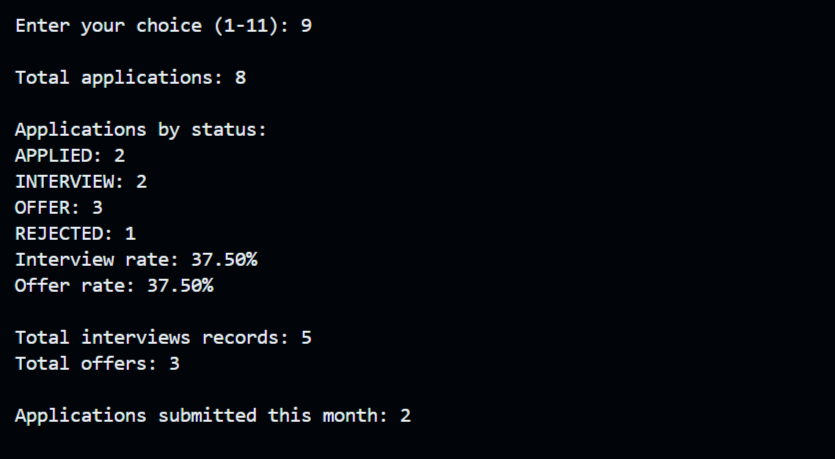 Enter your choice (1-11): 9
Total applications: 8
Applications by status:
APPLIED: 2
INTERVIEW: 2
OFFER: 3
REJECTED: 1
Interview rate: 37.50%
Offer rate: 37.50%
Total interviews records: 5
Total offers: 3
Applications submitted this month: 2